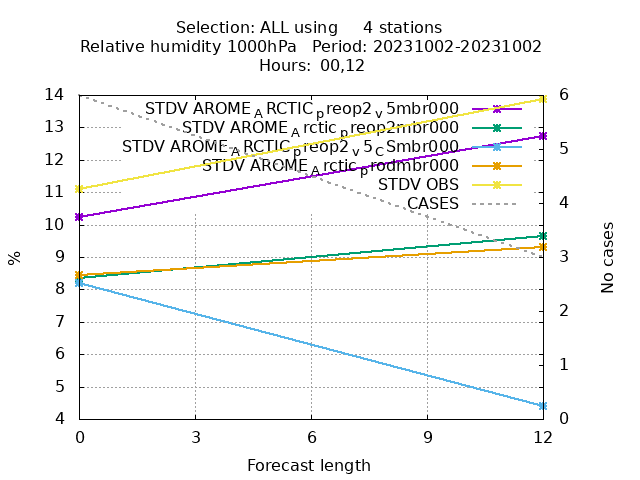 Selection: ALL using     4 stations
Relative humidity 1000hPa   Period: 20231002-20231002
Hours: 00,12
STDV AROME_ARCTIC_preop2_v5mbr000
STDV AROME_Arctic_preop2mbr000
STDV AROME_ARCTIC_preop2_v5_CSmbr000
STDV AROME_Arctic_prodmbr000
STDV OBS
CASES
14
13
12
11
10
9
8
7
6
5
4
%
6
5
4
3
2
1
0
No cases
0 3 6 9 12
Forecast length